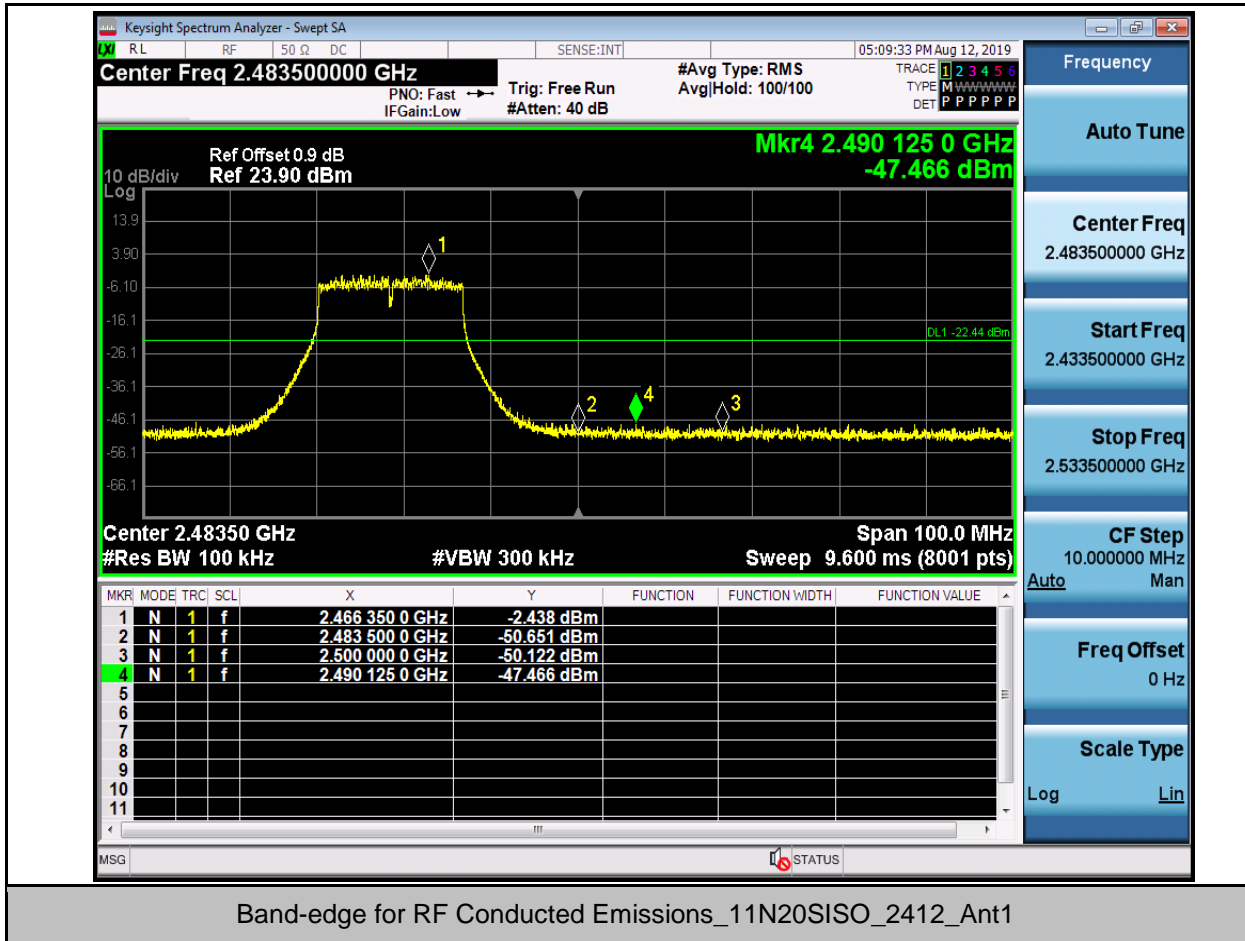 Keysight Spectrum Analyzer - Swept SA
LXI RL RF 50 Ω DC SENSE:INT 05:09:33 PM Aug 12, 2019
Center Freq 2.483500000 GHz
PNO: Fast
IFGain:Low
Trig: Free Run
#Atten: 40 dB
#Avg Type: RMS
Avg|Hold: 100/100
TRACE 1 2 3 4 5 6
TYPE M WWWWW
DET P P P P P P
Mkr4 2.490 125 0 GHz
-47.466 dBm
Ref Offset 0.9 dB
10 dB/div Ref 23.90 dBm
Log
13.9
3.90
-6.10
-16.1
-26.1
-36.1
-46.1
-56.1
-66.1
1
DL1 -22.44 dBm
2
4
3
Center 2.48350 GHz Span 100.0 MHz
#Res BW 100 kHz #VBW 300 kHz Sweep 9.600 ms (8001 pts)
MKR MODE TRC SCL X Y FUNCTION FUNCTION WIDTH FUNCTION VALUE
1 N 1 f 2.466 350 0 GHz -2.438 dBm
2 N 1 f 2.483 500 0 GHz -50.651 dBm
3 N 1 f 2.500 000 0 GHz -50.122 dBm
4 N 1 f 2.490 125 0 GHz -47.466 dBm
5
6
7
8
9
10
11
MSG STATUS
Frequency
Auto Tune
Center Freq
2.483500000 GHz
Start Freq
2.433500000 GHz
Stop Freq
2.533500000 GHz
CF Step
10.000000 MHz
Auto Man
Freq Offset
0 Hz
Scale Type
Log Lin
Band-edge for RF Conducted Emissions_11N20SISO_2412_Ant1